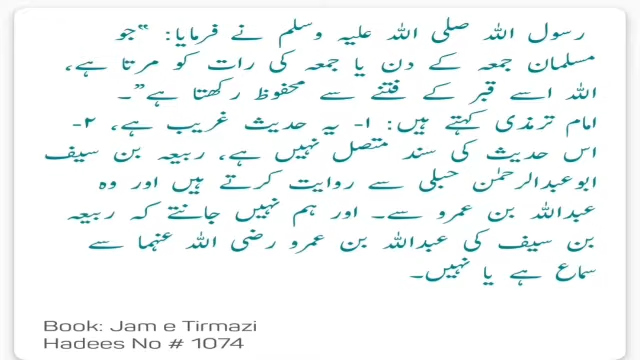 رسول اللہ صلی اللہ علیہ وسلم نے فرمایا: ”جو
مسلمان جمعہ کے دن یا جمعہ کی رات کو مرتا ہے،
اللہ اسے قبر کے فتنے سے محفوظ رکھتا ہے“۔
امام ترمذی کہتے ہیں: ۱- یہ حدیث غریب ہے، ۲-
اس حدیث کی سند متصل نہیں ہے، ربیعہ بن سیف
ابوعبدالرحمٰن حبلی سے روایت کرتے ہیں اور وہ
عبداللہ بن عمرو سے۔ اور ہم نہیں جانتے کہ ربیعہ
بن سیف کی عبداللہ بن عمرو رضی اللہ عنہما سے
سماع ہے یا نہیں۔
Book: Jam e Tirmazi
Hadees No # 1074